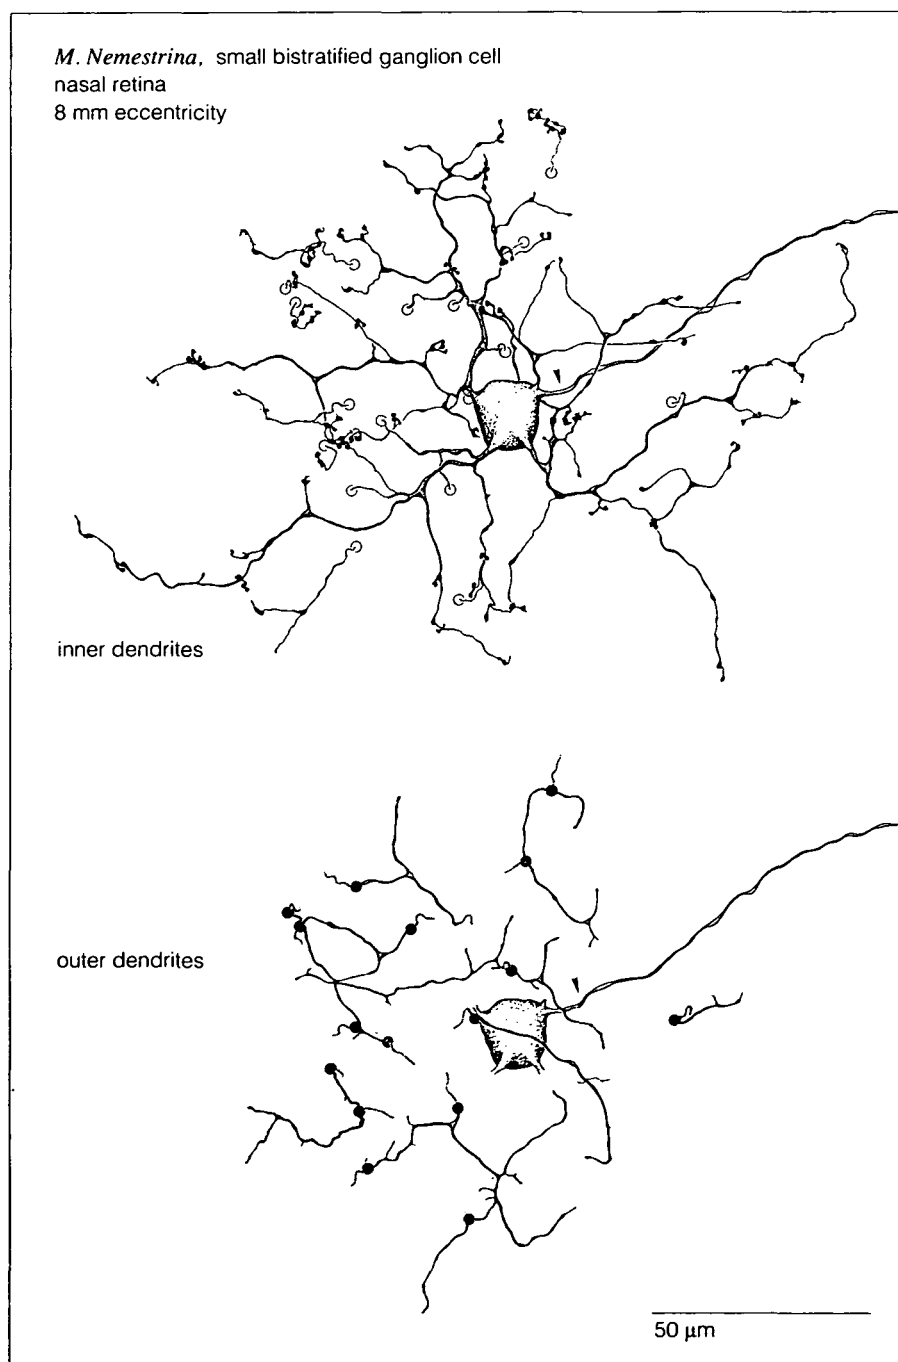 M. Nemestrina, small bistratified ganglion cell
nasal retina
8 mm eccentricity
inner dendrites
outer dendrites
50 μm